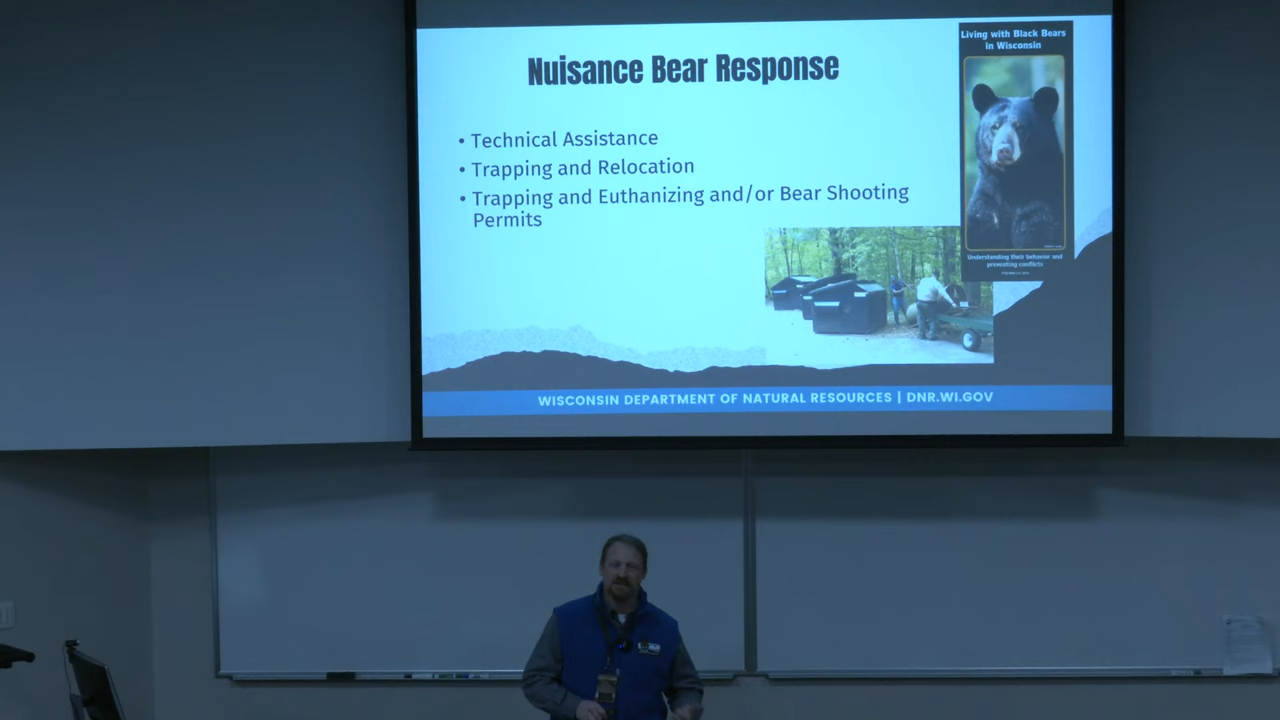 Living with Black Bears
in Wisconsin
Nuisance Bear Response
• Technical Assistance
• Trapping and Relocation
• Trapping and Euthanizing and/or Bear Shooting
Permits
Understanding their behavior and
preventing conflicts
WISCONSIN DEPARTMENT OF NATURAL RESOURCES | DNR.WI.GOV